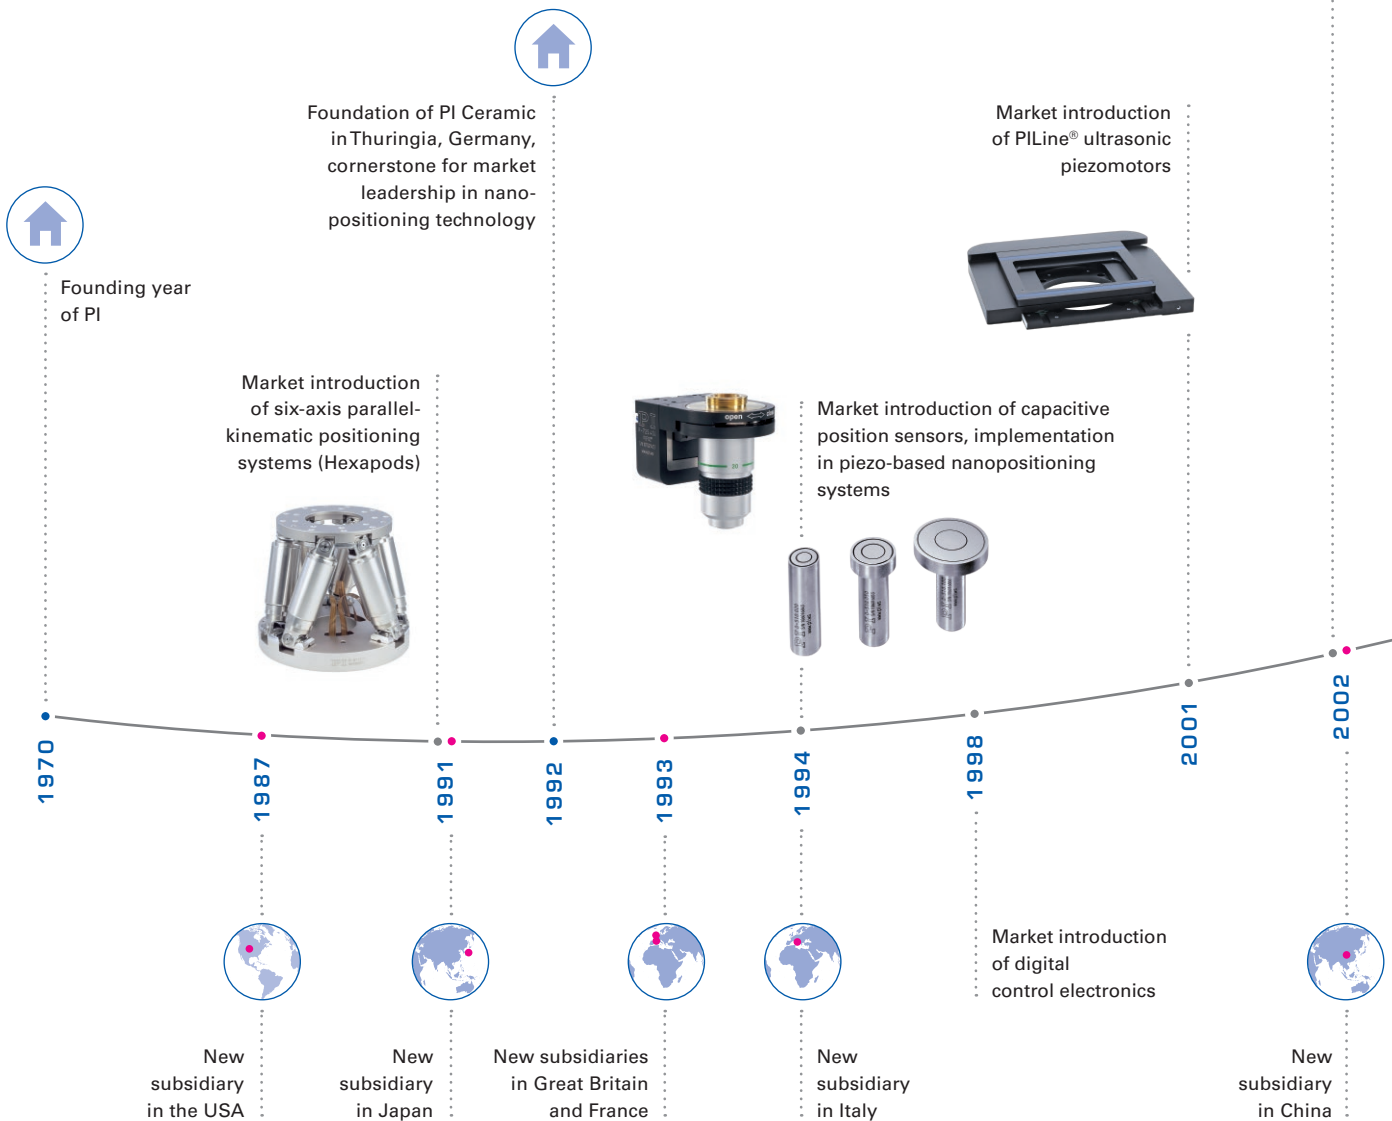 Foundation of PI Ceramic
in Thuringia, Germany,
cornerstone for market
leadership in nano-
positioning technology
Market introduction
of PILine® ultrasonic
piezomotors
Founding year
of PI
Market introduction
of six-axis parallel-
kinematic positioning
systems (Hexapods)
open
Market introduction of capacitive
position sensors, implementation
in piezo-based nanopositioning
systems
1970
1987
1991
1992
1993
1994
1998
2001
2002
Market introduction
of digital
control electronics
New
subsidiary
in the USA
New
subsidiary
in Japan
New subsidiaries
in Great Britain
and France
New
subsidiary
in Italy
New
subsidiary
in China